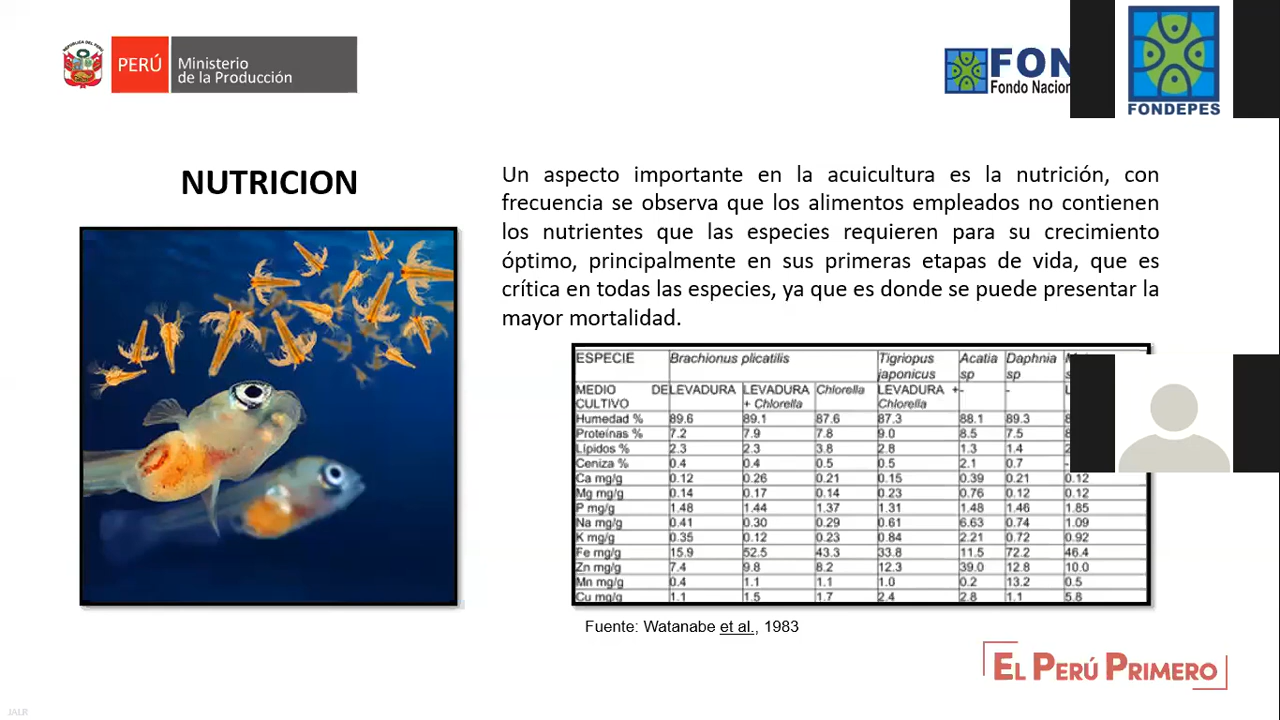 PERÚ
Ministerio
de la Producción
FON
Fondo Nacion
FONDEPES
NUTRICION
Un aspecto importante en la acuicultura es la nutrición, con
frecuencia se observa que los alimentos empleados no contienen
los nutrientes que las especies requieren para su crecimiento
óptimo, principalmente en sus primeras etapas de vida, que es
crítica en todas las especies, ya que es donde se puede presentar la
mayor mortalidad.
ESPECIE Brachionus plicatilis Tigriopus japonicus Acatia sp Daphnia sp
MEDIO DE CULTIVO LEVADURA LEVADURA + Chlorella Chlorella LEVADURA + Chlorella - -
Humedad % 89.6 89.1 87.6 87.3 88.1 89.3
Proteínas % 7.2 7.9 7.8 9.0 8.5 7.5
Lípidos % 2.3 2.3 3.8 2.8 1.3 1.4
Ceniza % 0.4 0.4 0.5 0.5 2.1 0.7
Ca mg/g 0.12 0.26 0.21 0.15 0.39 0.21 0.12
Mg mg/g 0.14 0.17 0.14 0.23 0.76 0.12 0.12
P mg/g 1.48 1.44 1.37 1.31 1.48 1.46 1.85
Na mg/g 0.41 0.30 0.29 0.61 6.63 0.74 1.09
K mg/g 0.35 0.12 0.23 0.84 2.21 0.72 0.92
Fe mg/g 15.9 52.5 43.3 33.8 11.5 72.2 46.4
Zn mg/g 7.4 9.8 8.2 12.3 39.0 12.8 10.0
Mn mg/g 0.4 1.1 1.1 1.0 0.2 13.2 0.5
Cu mg/g 1.1 1.5 1.7 2.4 2.8 1.1 5.8
Fuente: Watanabe et al., 1983
EL PERÚ PRIMERO
JALR